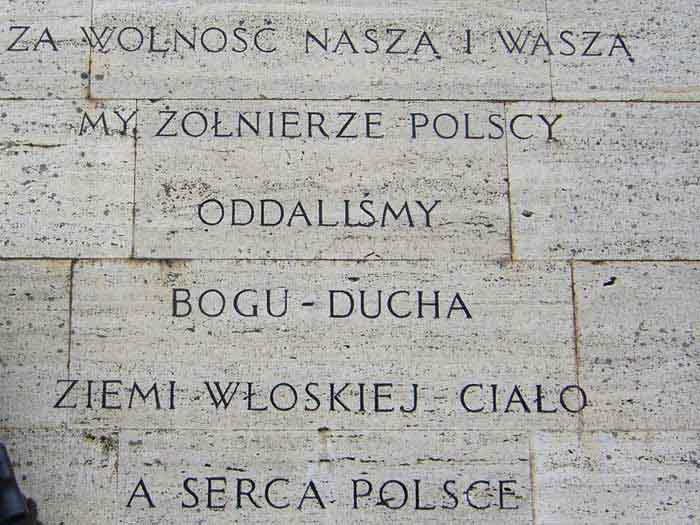 ZA WOLNOŚĆ NASZĄ I WASZĄ
MY ŻOŁNIERZE POLSCY
ODDALIŚMY
BOGU - DUCHA
ZIEMI WŁOSKIEJ - CIAŁO
A SERCA POLSCE